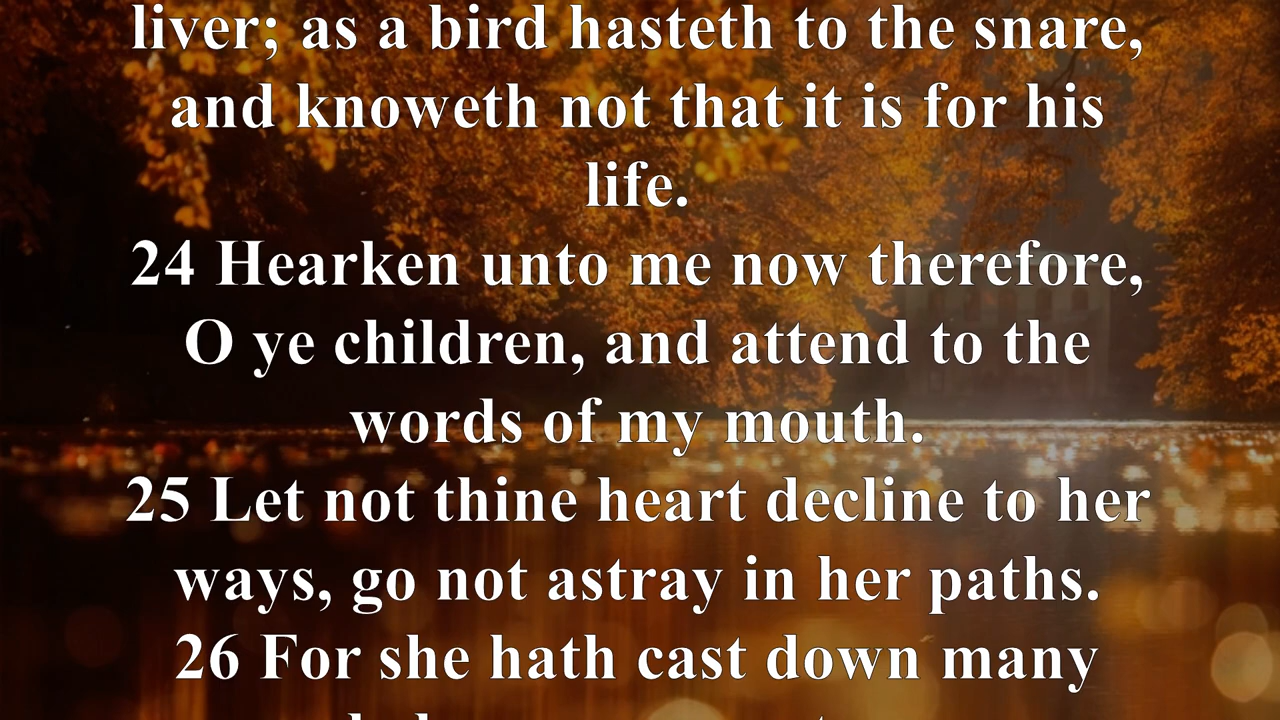 liver; as a bird hasteth to the snare,
and knoweth not that it is for his
life.
24 Hearken unto me now therefore,
O ye children, and attend to the
words of my mouth.
25 Let not thine heart decline to her
ways, go not astray in her paths.
26 For she hath cast down many